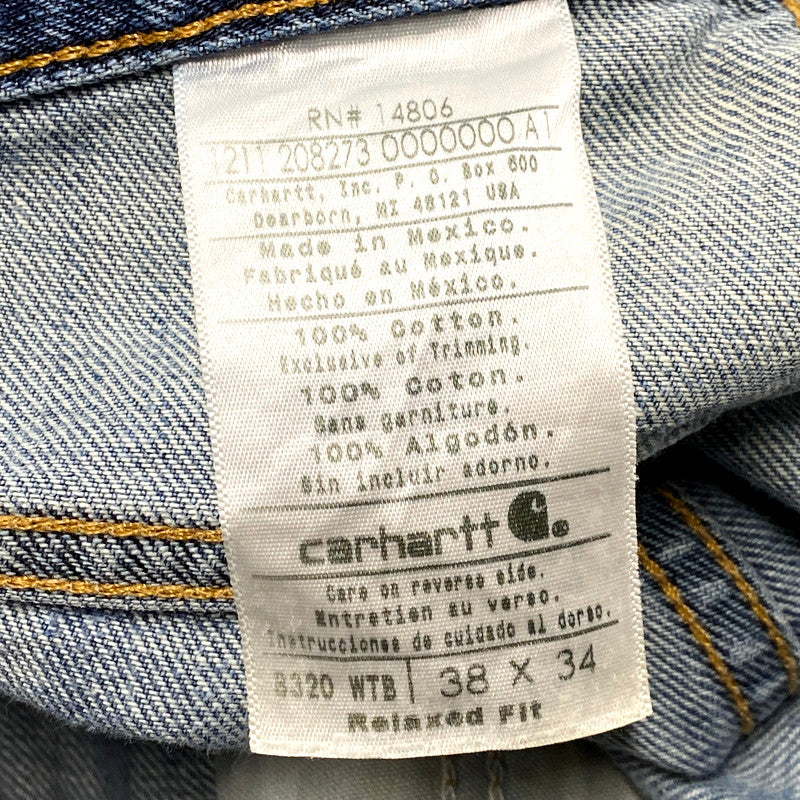 RN# 14806
1211 208273 0000000 A1
Carhartt, Inc. P. O. Box 600
Dearborn, MI 48121 USA
Made in Mexico.
Fabriqué au Mexique.
Hecho en México.
100% Cotton.
Exclusive of Trimming.
100% Coton.
Sans garniture.
100% Algodón.
Sin incluir adorno.
carhartt
Care on reverse side.
Entretien au verso.
Instrucciones de cuidado al dorso.
B320 WTB 38 X 34
Relaxed Fit